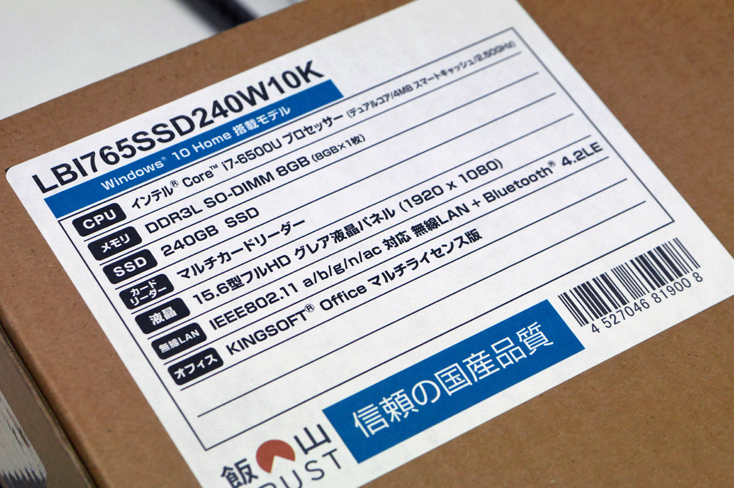 LBI765SSD240W10K
Windows® 10 Home 搭載モデル
CPU インテル® Core™ i7-6500U プロセッサー (デュアルコア/4MB スマートキャッシュ/2.50GHz)
メモリ DDR3L SO-DIMM 8GB (8GB×1枚)
SSD 240GB SSD
カードリーダー マルチカードリーダー
液晶 15.6型フルHD グレア液晶パネル (1920 x 1080)
無線LAN IEEE802.11 a/b/g/n/ac 対応 無線LAN + Bluetooth® 4.2LE
オフィス KINGSOFT® Office マルチライセンス版
4 527046 81900 8
信頼の国産品質
飯山
TRUST